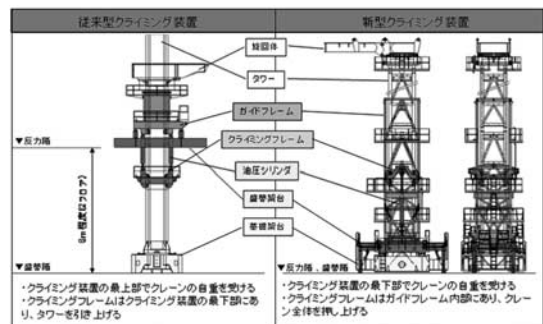 従来型クライミング装置
新型クライミング装置
旋回体
タワー
ガイドフレーム
クライミングフレーム
油圧シリンダ
盛替架台
基礎架台
▼反力階
8m程度(2フロア)
▼盛替階
▼反力階、盛替階
・クライミング装置の最上部でクレーンの自重を受ける
・クライミングフレームはクライミング装置の最下部にあ
り、タワーを引き上げる
・クライミング装置の最下部でクレーンの自重を受ける
・クライミングフレームはガイドフレーム内部にあり、クレー
ン全体を押し上げる